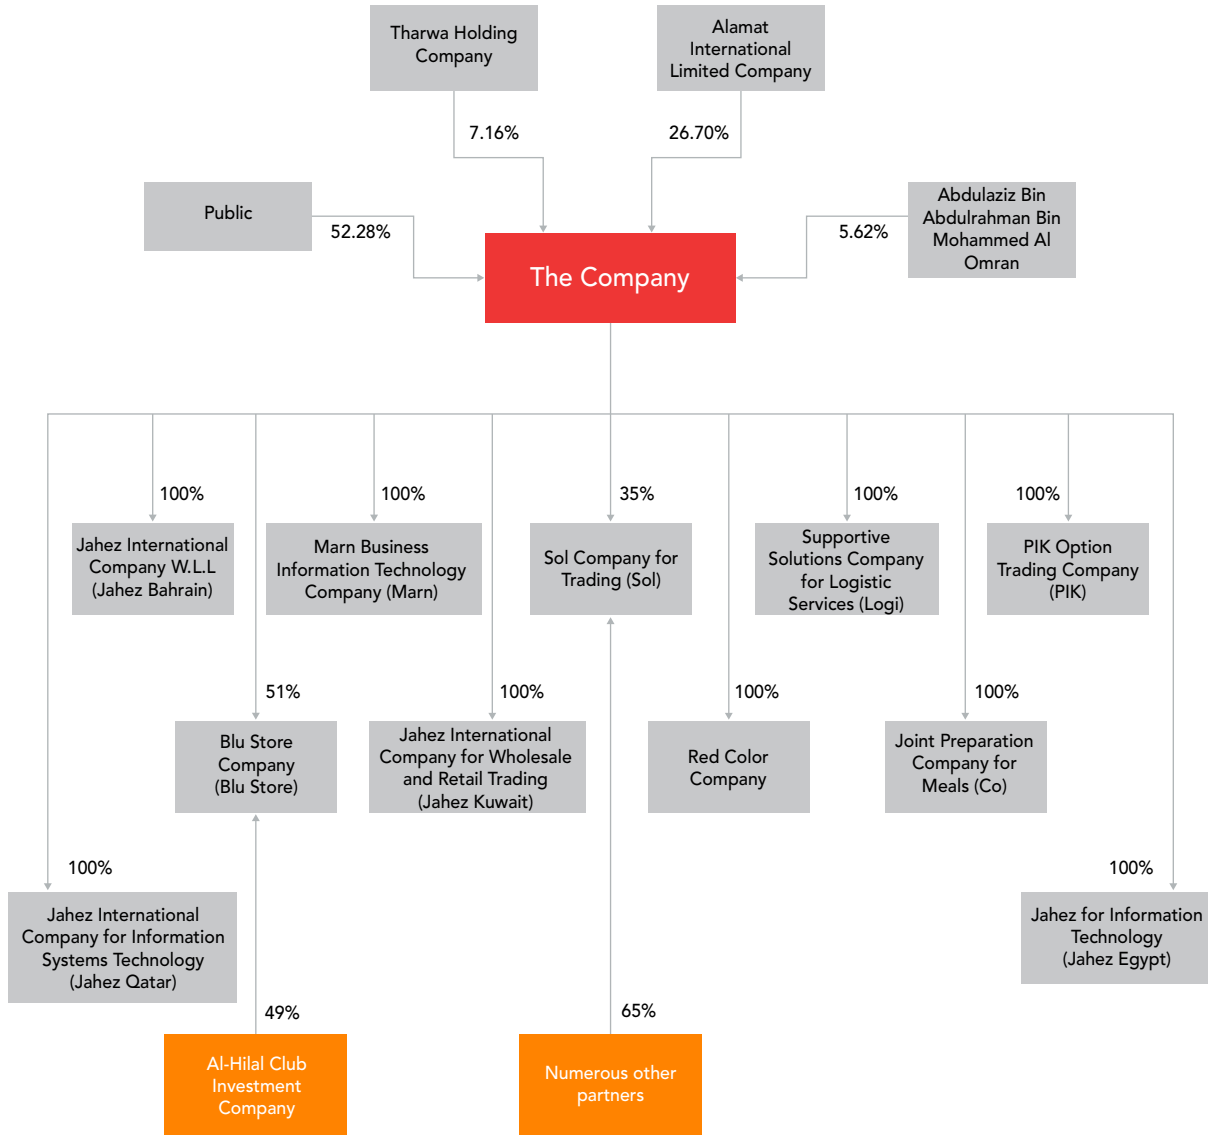 Tharwa Holding
Company
Alamat
International
Limited Company
7.16%
26.70%
Public
52.28%
5.62%
Abdulaziz Bin
Abdulrahman Bin
Mohammed Al
Omran
The Company
100%
100%
35%
100%
100%
Jahez International
Company W.L.L
(Jahez Bahrain)
Marn Business
Information Technology
Company (Marn)
Sol Company for
Trading (Sol)
Supportive
Solutions Company
for Logistic
Services (Logi)
PIK Option
Trading Company
(PIK)
51%
100%
100%
100%
Blu Store
Company
(Blu Store)
Jahez International
Company for Wholesale
and Retail Trading
(Jahez Kuwait)
Red Color
Company
Joint Preparation
Company for
Meals (Co)
100%
100%
Jahez International
Company for Information
Systems Technology
(Jahez Qatar)
Jahez for Information
Technology
(Jahez Egypt)
49%
65%
Al-Hilal Club
Investment
Company
Numerous other
partners